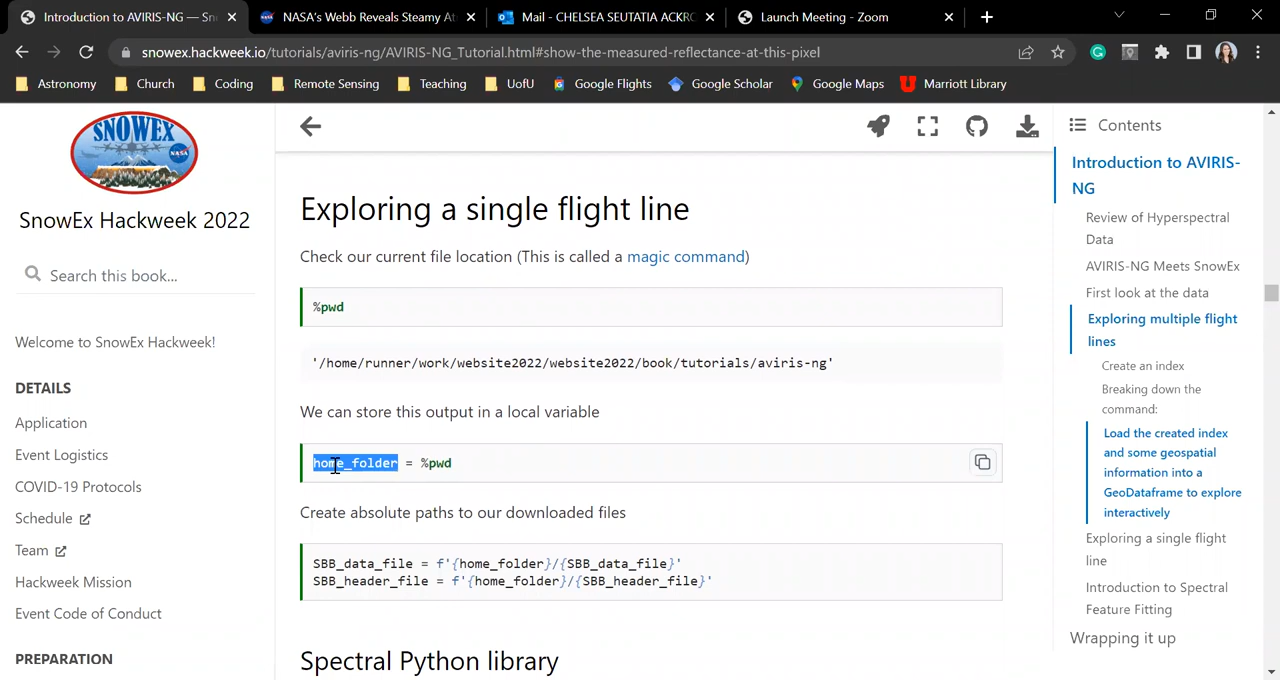 Introduction to AVIRIS-NG — Sn
NASA's Webb Reveals Steamy At
Mail - CHELSEA SEUTATIA ACKRO
Launch Meeting - Zoom
snowex.hackweek.io/tutorials/aviris-ng/AVIRIS-NG_Tutorial.html#show-the-measured-reflectance-at-this-pixel
Astronomy
Church
Coding
Remote Sensing
Teaching
UofU
Google Flights
Google Scholar
Google Maps
Marriott Library
SNOWEX
NASA
SnowEx Hackweek 2022
Search this book...
Welcome to SnowEx Hackweek!
DETAILS
Application
Event Logistics
COVID-19 Protocols
Schedule
Team
Hackweek Mission
Event Code of Conduct
PREPARATION
Exploring a single flight line
Check our current file location (This is called a magic command)
%pwd
'/home/runner/work/website2022/website2022/book/tutorials/aviris-ng'
We can store this output in a local variable
home_folder = %pwd
Create absolute paths to our downloaded files
SBB_data_file = f'{home_folder}/{SBB_data_file}'
SBB_header_file = f'{home_folder}/{SBB_header_file}'
Spectral Python library
Contents
Introduction to AVIRIS-
NG
Review of Hyperspectral
Data
AVIRIS-NG Meets SnowEx
First look at the data
Exploring multiple flight
lines
Create an index
Breaking down the
command:
Load the created index
and some geospatial
information into a
GeoDataframe to explore
interactively
Exploring a single flight
line
Introduction to Spectral
Feature Fitting
Wrapping it up